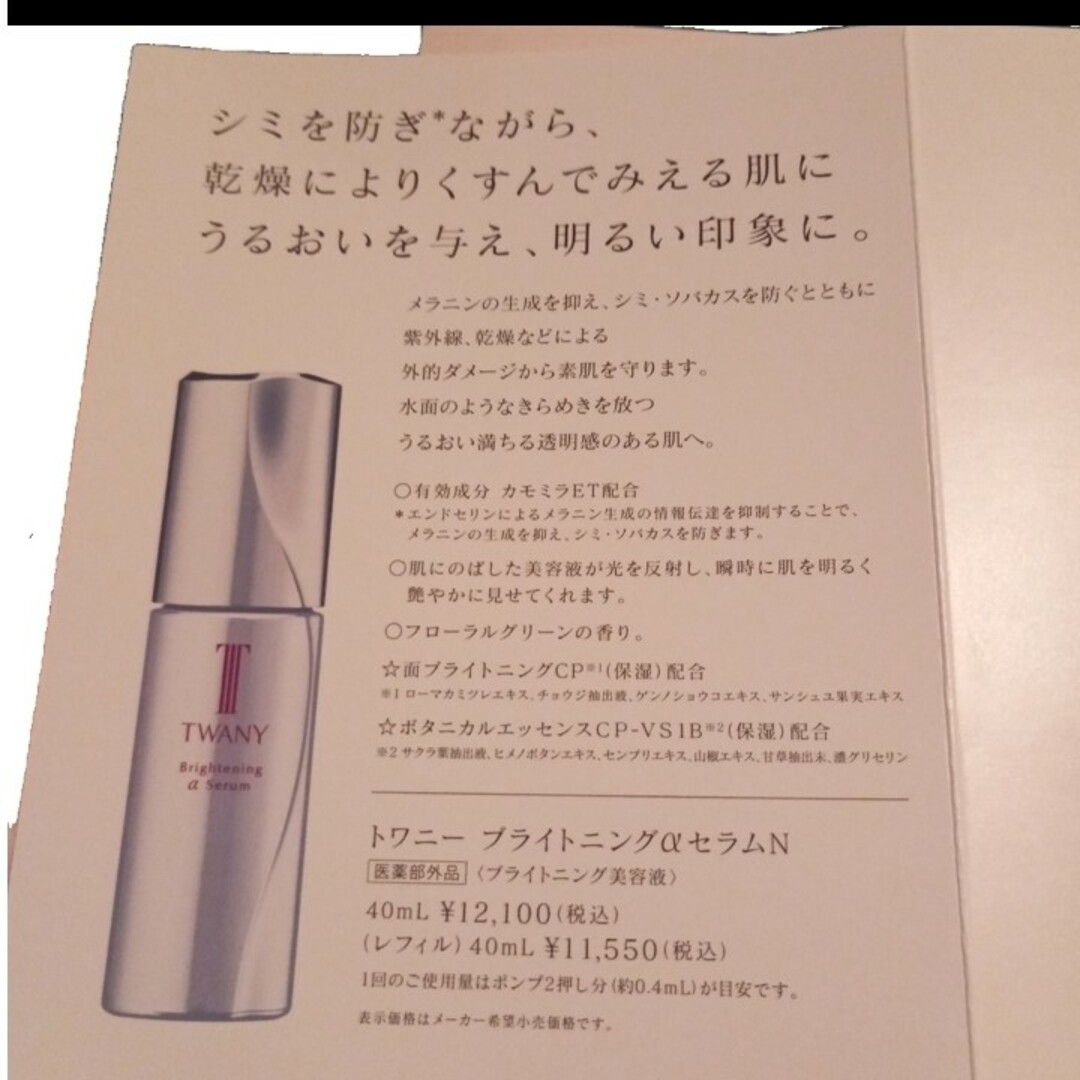 シミを防ぎ*ながら、
乾燥によりくすんでみえる肌に
うるおいを与え、明るい印象に。
メラニンの生成を抑え、シミ・ソバカスを防ぐとともに
紫外線、乾燥などによる
外的ダメージから素肌を守ります。
水面のようなきらめきを放つ
うるおい満ちる透明感のある肌へ。
○有効成分 カモミラET配合
*エンドセリンによるメラニン生成の情報伝達を抑制することで、
メラニンの生成を抑え、シミ・ソバカスを防ぎます。
○肌にのばした美容液が光を反射し、瞬時に肌を明るく
艶やかに見せてくれます。
○フローラルグリーンの香り。
☆面ブライトニングCP※1(保湿)配合
※1 ローマカミツレエキス、チョウジ抽出液、ゲンノショウコエキス、サンシュユ果実エキス
☆ボタニカルエッセンスCP-VS1B※2(保湿)配合
※2 サクラ葉抽出液、ヒメノボタンエキス、センブリエキス、山椒エキス、甘草抽出末、濃グリセリン
トワニー ブライトニングαセラムN
医薬部外品〈ブライトニング美容液〉
40mL ¥12,100(税込)
(レフィル)40mL ¥11,550(税込)
1回のご使用量はポンプ2押し分(約0.4mL)が目安です。
表示価格はメーカー希望小売価格です。
T
TWANY
Brightening
α Serum